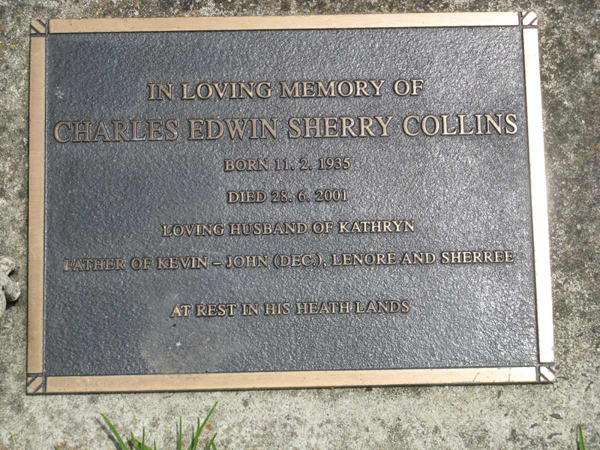 IN LOVING MEMORY OF
CHARLES EDWIN SHERRY COLLINS
BORN 11. 2. 1935
DIED 28. 6. 2001
LOVING HUSBAND OF KATHRYN
FATHER OF KEVIN – JOHN (DEC.), LENORE AND SHERREE
AT REST IN HIS HEATH LANDS